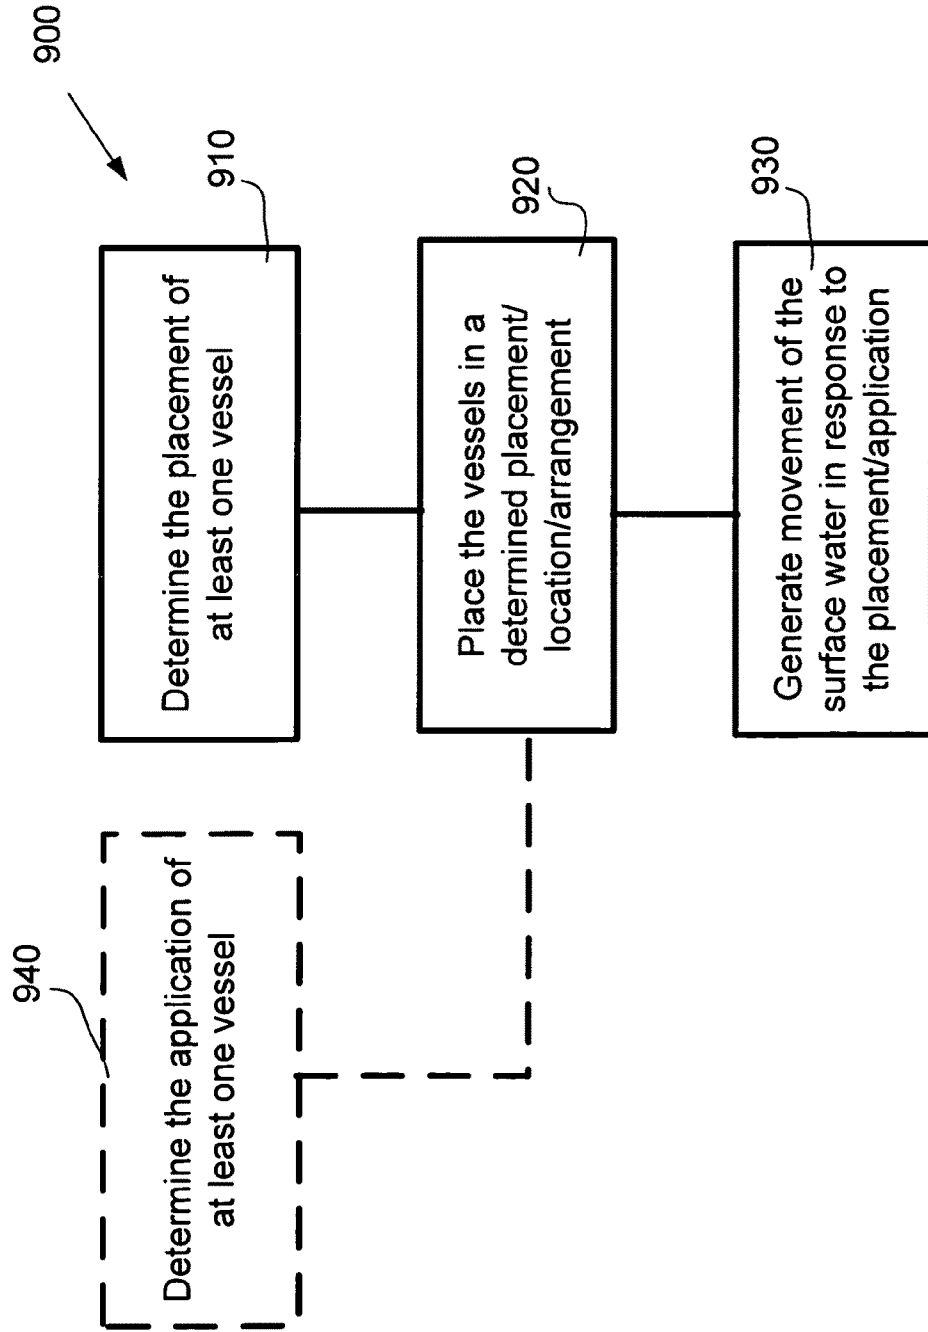 900
910
Determine the placement of
at least one vessel
920
Place the vessels in a
determined placement/
location/arrangement
930
Generate movement of the
surface water in response to
the placement/application
940
Determine the application of
at least one vessel